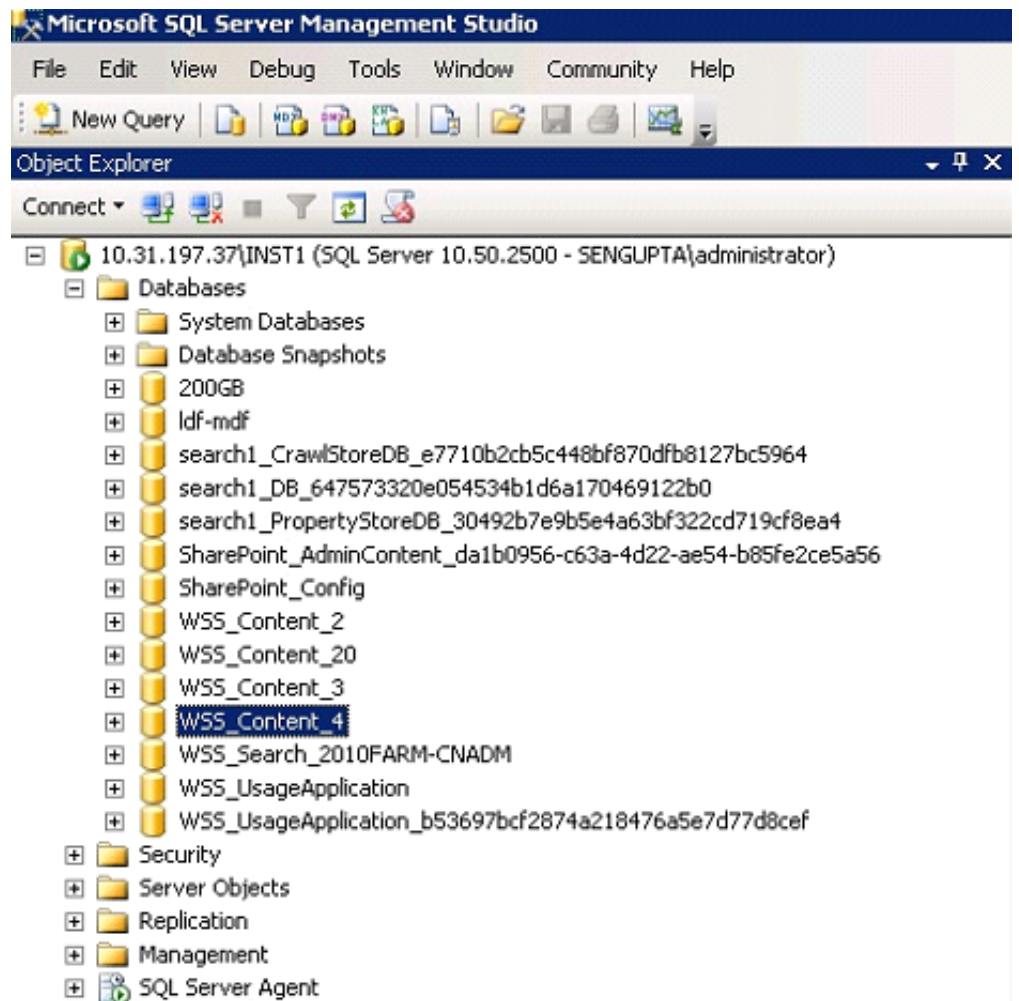 Microsoft SQL Server Management Studio
File Edit View Debug Tools Window Community Help
New Query
Object Explorer
Connect
10.31.197.37\INST1 (SQL Server 10.50.2500 - SENGUPTA\administrator)
Databases
System Databases
Database Snapshots
200GB
ldf-mdf
search1_CrawlStoreDB_e7710b2cb5c448bf870dfb8127bc5964
search1_DB_647573320e054534b1d6a170469122b0
search1_PropertyStoreDB_30492b7e9b5e4a63bf322cd719cf8ea4
SharePoint_AdminContent_da1b0956-c63a-4d22-ae54-b85fe2ce5a56
SharePoint_Config
WSS_Content_2
WSS_Content_20
WSS_Content_3
WSS_Content_4
WSS_Search_2010FARM-CNADM
WSS_UsageApplication
WSS_UsageApplication_b53697bcf2874a218476a5e7d77d8cef
Security
Server Objects
Replication
Management
SQL Server Agent